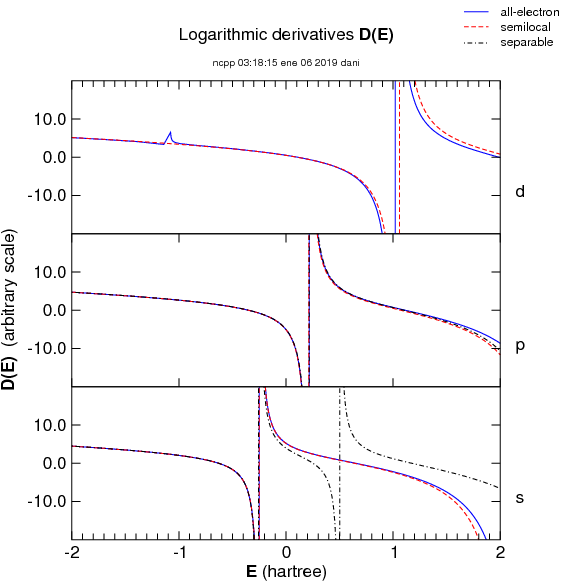 all-electron
semilocal
separable
Logarithmic derivatives D(E)
ncpp 03:18:15 ene 06 2019 dani
10.0
0.0
-10.0
d
10.0
0.0
-10.0
p
10.0
0.0
-10.0
s
D(E) (arbitrary scale)
-2 -1 0 1 2
E (hartree)